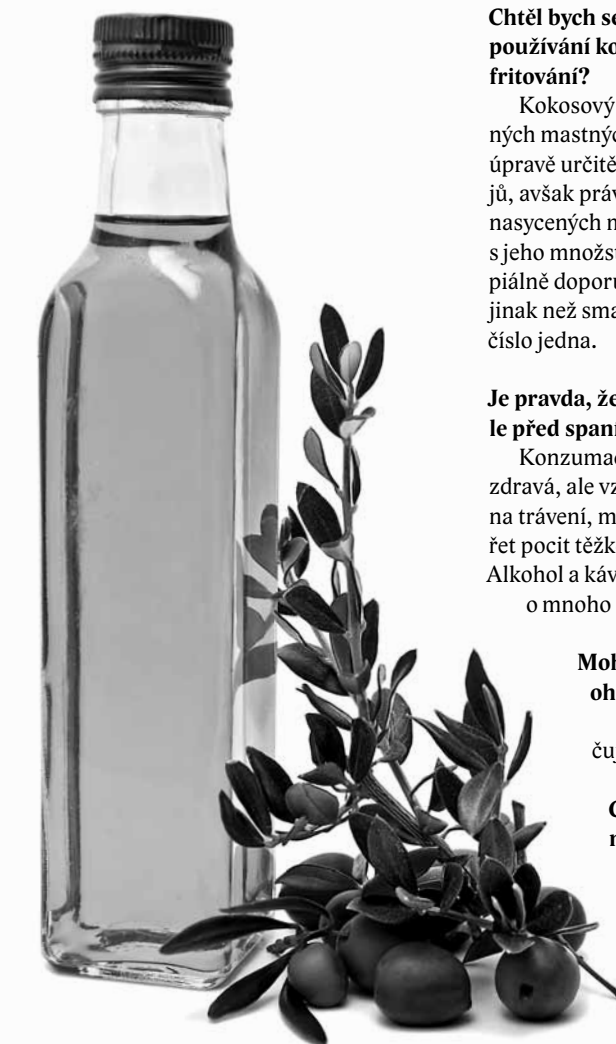 Chtěl bych se
používání ko
fritování?
Kokosový
ných mastnýc
úpravě určitě
jů, avšak práv
nasycených n
s jeho množst
piálně doporu
jinak než sma
číslo jedna.
Je pravda, že
le před spaní
Konzumac
zdravá, ale vz
na trávení, m
řet pocit těžk
Alkohol a káv
o mnoho
Moh
oh
čuj